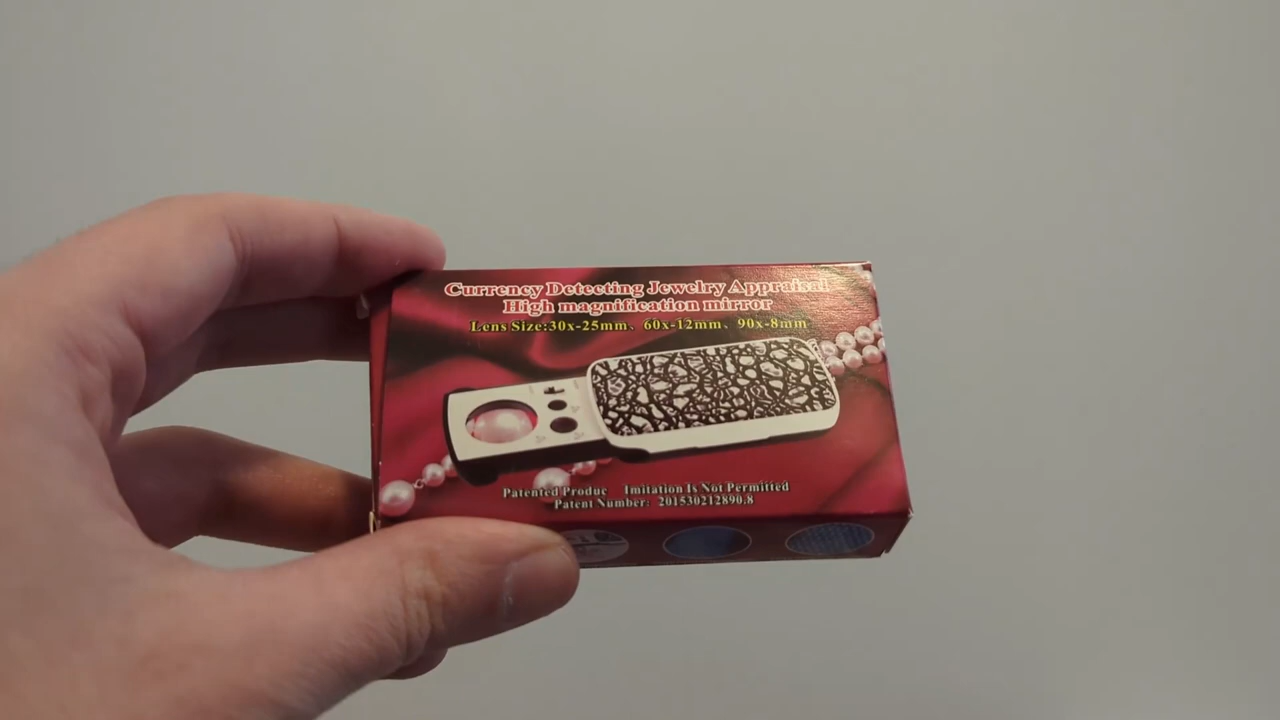 Currency Detecting Jewelry Appraisal
High magnification mirror
Lens Size:30x-25mm、60x-12mm、90x-8mm
Patented Produc Imitation Is Not Permitted
Patent Number: 201530212890.8